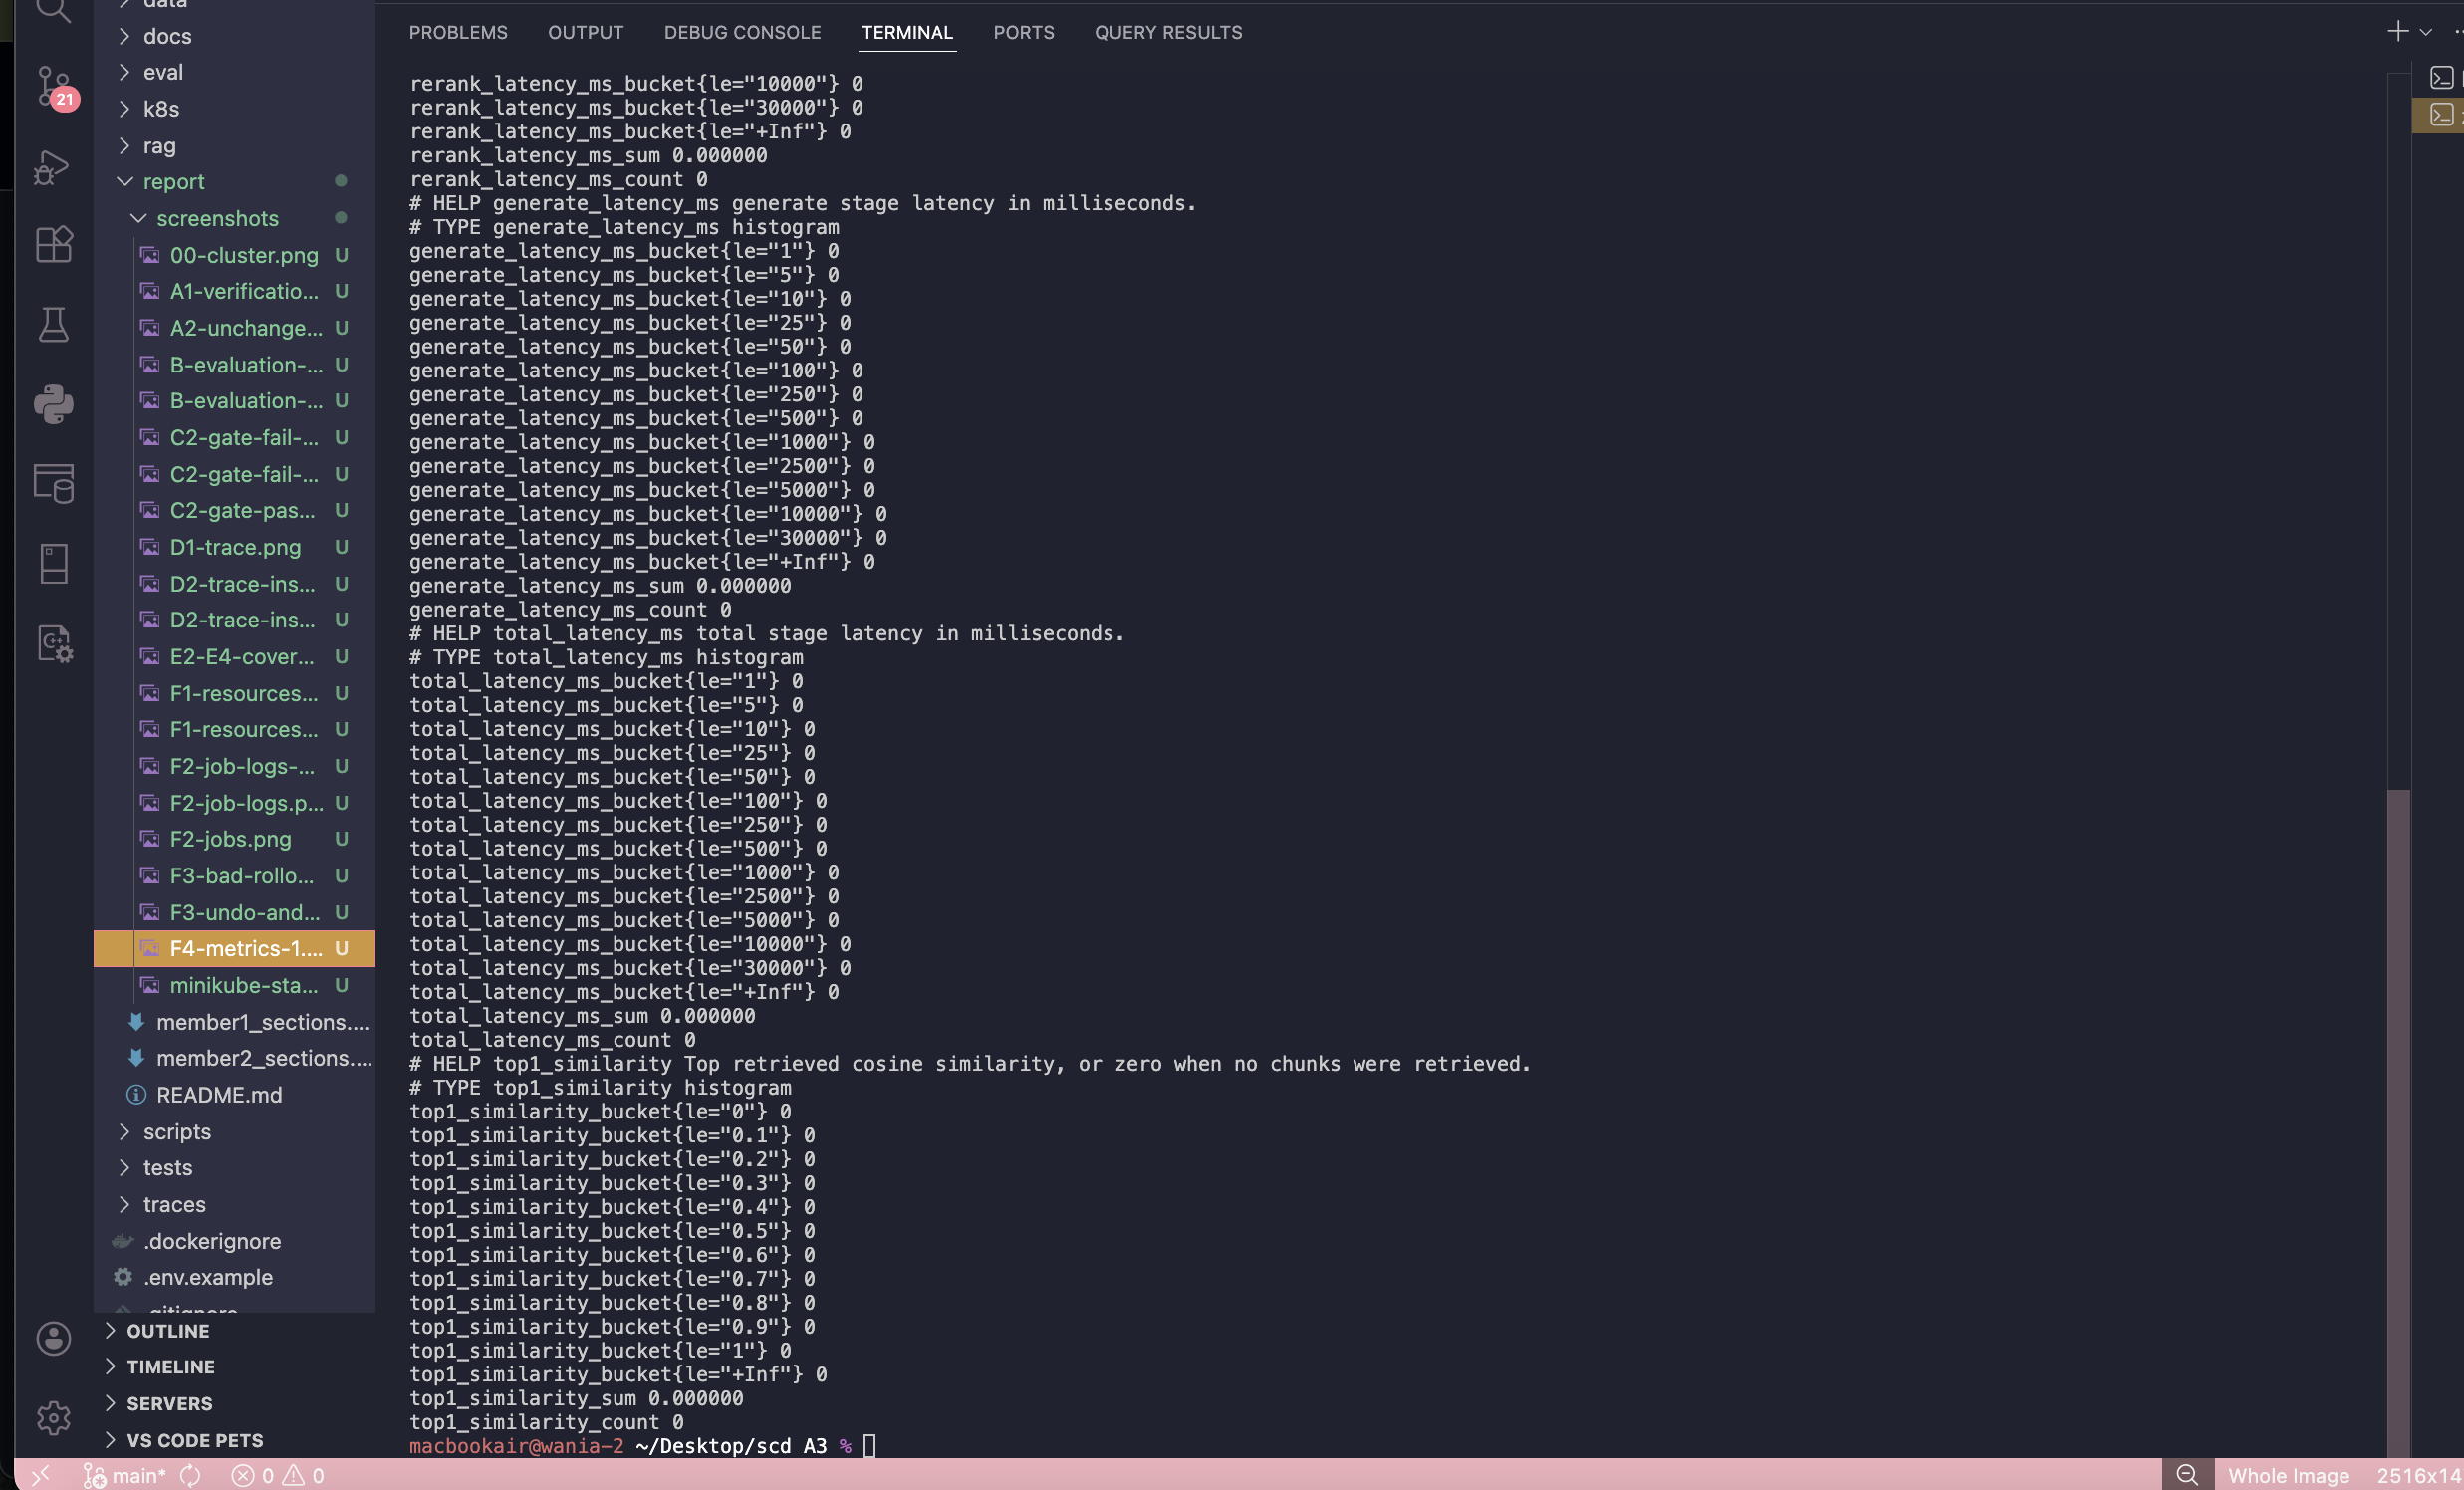 data
docs
eval
k8s
rag
report
screenshots
00-cluster.png U
A1-verificatio... U
A2-unchange... U
B-evaluation-... U
B-evaluation-... U
C2-gate-fail-... U
C2-gate-fail-... U
C2-gate-pas... U
D1-trace.png U
D2-trace-ins... U
D2-trace-ins... U
E2-E4-cover... U
F1-resources... U
F1-resources... U
F2-job-logs-... U
F2-job-logs.p... U
F2-jobs.png U
F3-bad-rollo... U
F3-undo-and... U
F4-metrics-1.... U
minikube-sta... U
member1_sections....
member2_sections....
README.md
scripts
tests
traces
.dockerignore
.env.example
.gitignore
OUTLINE
TIMELINE
SERVERS
VS CODE PETS
21
PROBLEMS OUTPUT DEBUG CONSOLE TERMINAL PORTS QUERY RESULTS
rerank_latency_ms_bucket{le="10000"} 0
rerank_latency_ms_bucket{le="30000"} 0
rerank_latency_ms_bucket{le="+Inf"} 0
rerank_latency_ms_sum 0.000000
rerank_latency_ms_count 0
# HELP generate_latency_ms generate stage latency in milliseconds.
# TYPE generate_latency_ms histogram
generate_latency_ms_bucket{le="1"} 0
generate_latency_ms_bucket{le="5"} 0
generate_latency_ms_bucket{le="10"} 0
generate_latency_ms_bucket{le="25"} 0
generate_latency_ms_bucket{le="50"} 0
generate_latency_ms_bucket{le="100"} 0
generate_latency_ms_bucket{le="250"} 0
generate_latency_ms_bucket{le="500"} 0
generate_latency_ms_bucket{le="1000"} 0
generate_latency_ms_bucket{le="2500"} 0
generate_latency_ms_bucket{le="5000"} 0
generate_latency_ms_bucket{le="10000"} 0
generate_latency_ms_bucket{le="30000"} 0
generate_latency_ms_bucket{le="+Inf"} 0
generate_latency_ms_sum 0.000000
generate_latency_ms_count 0
# HELP total_latency_ms total stage latency in milliseconds.
# TYPE total_latency_ms histogram
total_latency_ms_bucket{le="1"} 0
total_latency_ms_bucket{le="5"} 0
total_latency_ms_bucket{le="10"} 0
total_latency_ms_bucket{le="25"} 0
total_latency_ms_bucket{le="50"} 0
total_latency_ms_bucket{le="100"} 0
total_latency_ms_bucket{le="250"} 0
total_latency_ms_bucket{le="500"} 0
total_latency_ms_bucket{le="1000"} 0
total_latency_ms_bucket{le="2500"} 0
total_latency_ms_bucket{le="5000"} 0
total_latency_ms_bucket{le="10000"} 0
total_latency_ms_bucket{le="30000"} 0
total_latency_ms_bucket{le="+Inf"} 0
total_latency_ms_sum 0.000000
total_latency_ms_count 0
# HELP top1_similarity Top retrieved cosine similarity, or zero when no chunks were retrieved.
# TYPE top1_similarity histogram
top1_similarity_bucket{le="0"} 0
top1_similarity_bucket{le="0.1"} 0
top1_similarity_bucket{le="0.2"} 0
top1_similarity_bucket{le="0.3"} 0
top1_similarity_bucket{le="0.4"} 0
top1_similarity_bucket{le="0.5"} 0
top1_similarity_bucket{le="0.6"} 0
top1_similarity_bucket{le="0.7"} 0
top1_similarity_bucket{le="0.8"} 0
top1_similarity_bucket{le="0.9"} 0
top1_similarity_bucket{le="1"} 0
top1_similarity_bucket{le="+Inf"} 0
top1_similarity_sum 0.000000
top1_similarity_count 0
macbookair@wania-2 ~/Desktop/scd A3 %
main* 0 0 Whole Image 2516x14